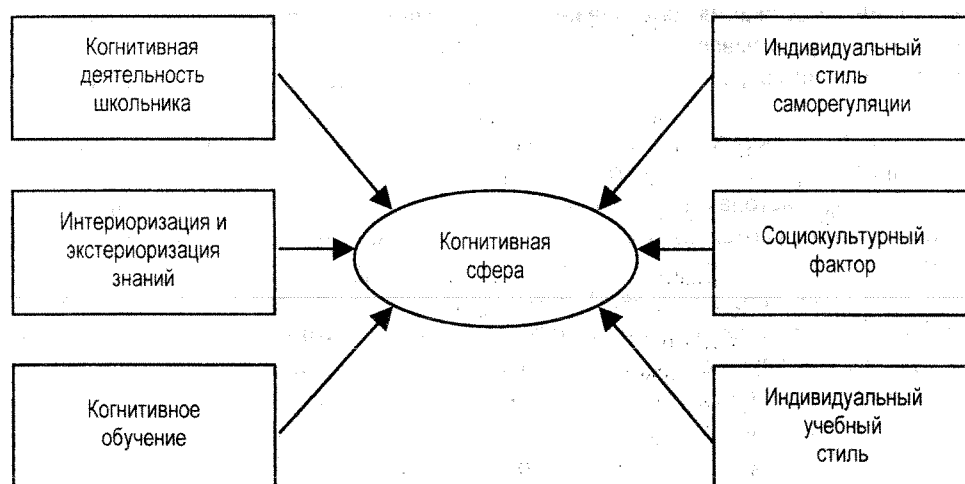 Когнитивная
деятельность
школьника
Индивидуальный
стиль
саморегуляции
Интериоризация и
экстериоризация
знаний
Когнитивная
сфера
Социокультурный
фактор
Когнитивное
обучение
Индивидуальный
учебный
стиль